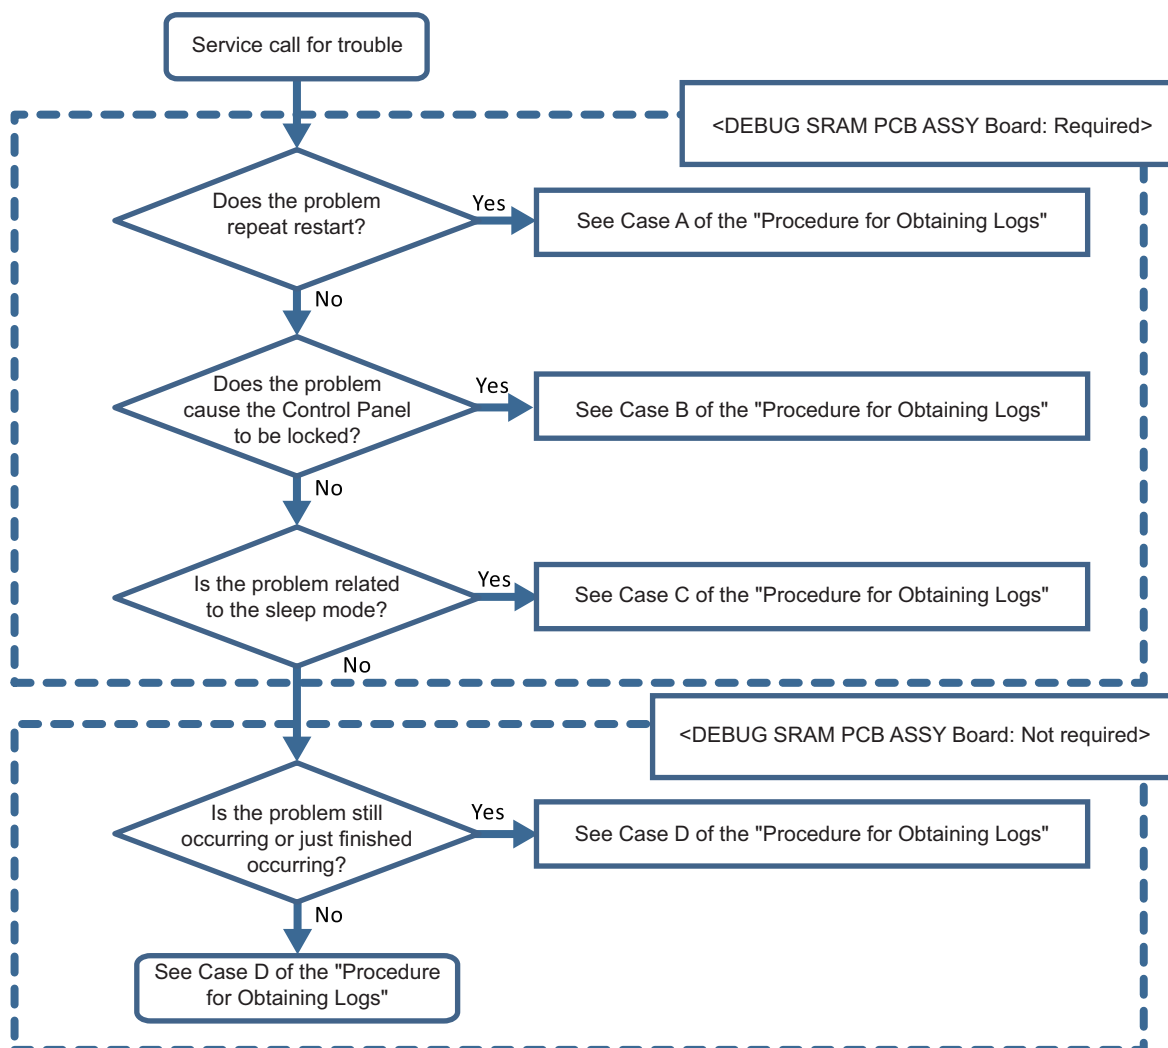 Service call for trouble
<DEBUG SRAM PCB ASSY Board: Required>
Does the problem
repeat restart?
Yes
See Case A of the "Procedure for Obtaining Logs"
No
Does the problem
cause the Control Panel
to be locked?
Yes
See Case B of the "Procedure for Obtaining Logs"
No
Is the problem related
to the sleep mode?
Yes
See Case C of the "Procedure for Obtaining Logs"
No
<DEBUG SRAM PCB ASSY Board: Not required>
Is the problem still
occurring or just finished
occurring?
Yes
See Case D of the "Procedure for Obtaining Logs"
No
See Case D of the "Procedure
for Obtaining Logs"